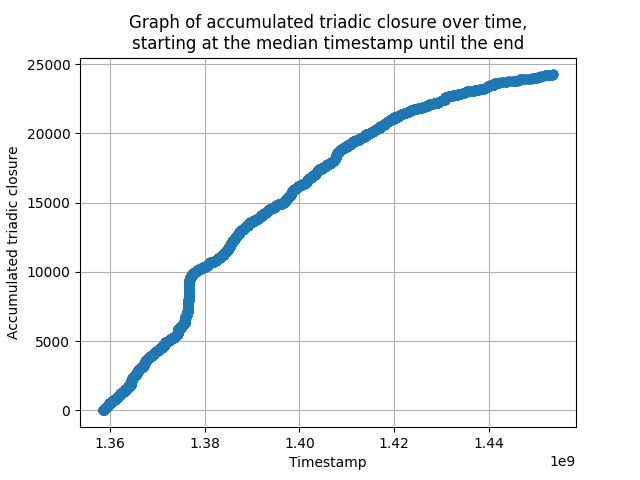 Graph of accumulated triadic closure over time,
starting at the median timestamp until the end
Accumulated triadic closure
25000
20000
15000
10000
5000
0
1.36 1.38 1.40 1.42 1.44
1e9
Timestamp